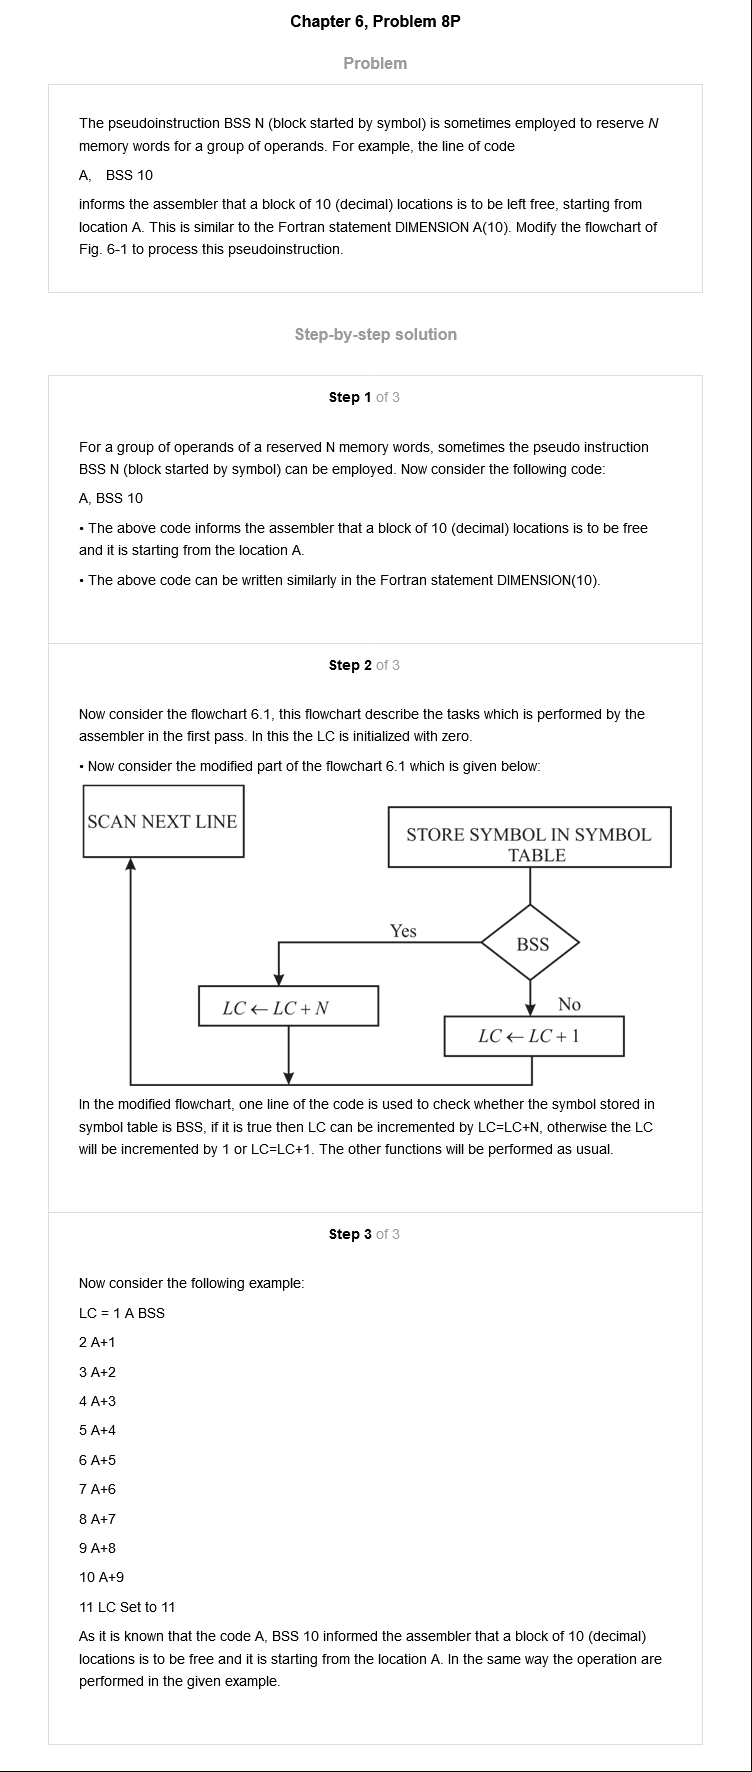 Chapter 6, Problem 8P
Problem
The pseudoinstruction BSS N (block started by symbol) is sometimes employed to reserve N
memory words for a group of operands. For example, the line of code
A, BSS 10
informs the assembler that a block of 10 (decimal) locations is to be left free, starting from
location A. This is similar to the Fortran statement DIMENSION A(10). Modify the flowchart of
Fig. 6-1 to process this pseudoinstruction.
Step-by-step solution
Step 1 of 3
For a group of operands of a reserved N memory words, sometimes the pseudo instruction
BSS N (block started by symbol) can be employed. Now consider the following code:
A, BSS 10
• The above code informs the assembler that a block of 10 (decimal) locations is to be free
and it is starting from the location A.
• The above code can be written similarly in the Fortran statement DIMENSION(10).
Step 2 of 3
Now consider the flowchart 6.1, this flowchart describe the tasks which is performed by the
assembler in the first pass. In this the LC is initialized with zero.
• Now consider the modified part of the flowchart 6.1 which is given below:
SCAN NEXT LINE
STORE SYMBOL IN SYMBOL
TABLE
Yes
BSS
No
LC ← LC + N
LC ← LC + 1
In the modified flowchart, one line of the code is used to check whether the symbol stored in
symbol table is BSS, if it is true then LC can be incremented by LC=LC+N, otherwise the LC
will be incremented by 1 or LC=LC+1. The other functions will be performed as usual.
Step 3 of 3
Now consider the following example:
LC = 1 A BSS
2 A+1
3 A+2
4 A+3
5 A+4
6 A+5
7 A+6
8 A+7
9 A+8
10 A+9
11 LC Set to 11
As it is known that the code A, BSS 10 informed the assembler that a block of 10 (decimal)
locations is to be free and it is starting from the location A. In the same way the operation are
performed in the given example.